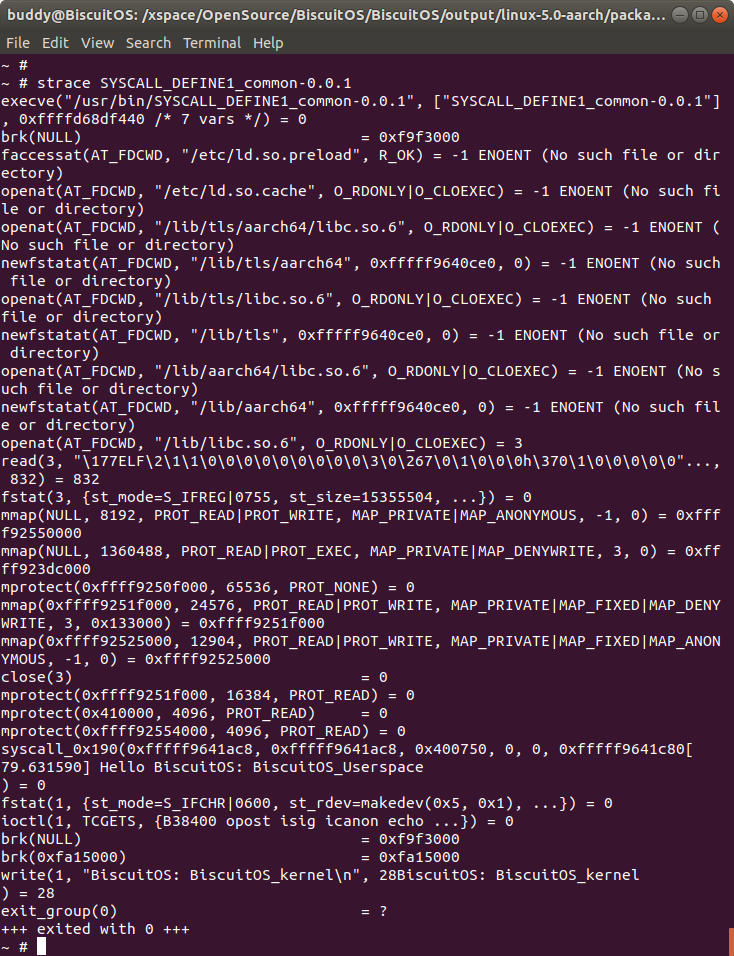 buddy@BiscuitOS: /xspace/OpenSource/BiscuitOS/BiscuitOS/output/linux-5.0-aarch/packa...
File Edit View Search Terminal Help
~ #
~ # strace SYSCALL_DEFINE1_common-0.0.1
execve("/usr/bin/SYSCALL_DEFINE1_common-0.0.1", ["SYSCALL_DEFINE1_common-0.0.1"]
, 0xffffd68df440 /* 7 vars */) = 0
brk(NULL)                               = 0xf9f3000
faccessat(AT_FDCWD, "/etc/ld.so.preload", R_OK) = -1 ENOENT (No such file or dir
ectory)
openat(AT_FDCWD, "/etc/ld.so.cache", O_RDONLY|O_CLOEXEC) = -1 ENOENT (No such fi
le or directory)
openat(AT_FDCWD, "/lib/tls/aarch64/libc.so.6", O_RDONLY|O_CLOEXEC) = -1 ENOENT (
No such file or directory)
newfstatat(AT_FDCWD, "/lib/tls/aarch64", 0xfffff9640ce0, 0) = -1 ENOENT (No such
 file or directory)
openat(AT_FDCWD, "/lib/tls/libc.so.6", O_RDONLY|O_CLOEXEC) = -1 ENOENT (No such
file or directory)
newfstatat(AT_FDCWD, "/lib/tls", 0xfffff9640ce0, 0) = -1 ENOENT (No such file or
 directory)
openat(AT_FDCWD, "/lib/aarch64/libc.so.6", O_RDONLY|O_CLOEXEC) = -1 ENOENT (No s
uch file or directory)
newfstatat(AT_FDCWD, "/lib/aarch64", 0xfffff9640ce0, 0) = -1 ENOENT (No such fil
e or directory)
openat(AT_FDCWD, "/lib/libc.so.6", O_RDONLY|O_CLOEXEC) = 3
read(3, "\177ELF\2\1\1\0\0\0\0\0\0\0\0\0\3\0\267\0\1\0\0\0h\370\1\0\0\0\0\0"...,
 832) = 832
fstat(3, {st_mode=S_IFREG|0755, st_size=15355504, ...}) = 0
mmap(NULL, 8192, PROT_READ|PROT_WRITE, MAP_PRIVATE|MAP_ANONYMOUS, -1, 0) = 0xfff
f92550000
mmap(NULL, 1360488, PROT_READ|PROT_EXEC, MAP_PRIVATE|MAP_DENYWRITE, 3, 0) = 0xff
ff923dc000
mprotect(0xffff9250f000, 65536, PROT_NONE) = 0
mmap(0xffff9251f000, 24576, PROT_READ|PROT_WRITE, MAP_PRIVATE|MAP_FIXED|MAP_DENY
WRITE, 3, 0x133000) = 0xffff9251f000
mmap(0xffff92525000, 12904, PROT_READ|PROT_WRITE, MAP_PRIVATE|MAP_FIXED|MAP_ANON
YMOUS, -1, 0) = 0xffff92525000
close(3)                                = 0
mprotect(0xffff9251f000, 16384, PROT_READ) = 0
mprotect(0x410000, 4096, PROT_READ)     = 0
mprotect(0xffff92554000, 4096, PROT_READ) = 0
syscall_0x190(0xfffff9641ac8, 0xfffff9641ac8, 0x400750, 0, 0, 0xfffff9641c80[
79.631590] Hello BiscuitOS: BiscuitOS_Userspace
) = 0
fstat(1, {st_mode=S_IFCHR|0600, st_rdev=makedev(0x5, 0x1), ...}) = 0
ioctl(1, TCGETS, {B38400 opost isig icanon echo ...}) = 0
brk(NULL)                               = 0xf9f3000
brk(0xfa15000)                          = 0xfa15000
write(1, "BiscuitOS: BiscuitOS_kernel\n", 28BiscuitOS: BiscuitOS_kernel
) = 28
exit_group(0)                           = ?
+++ exited with 0 +++
~ #